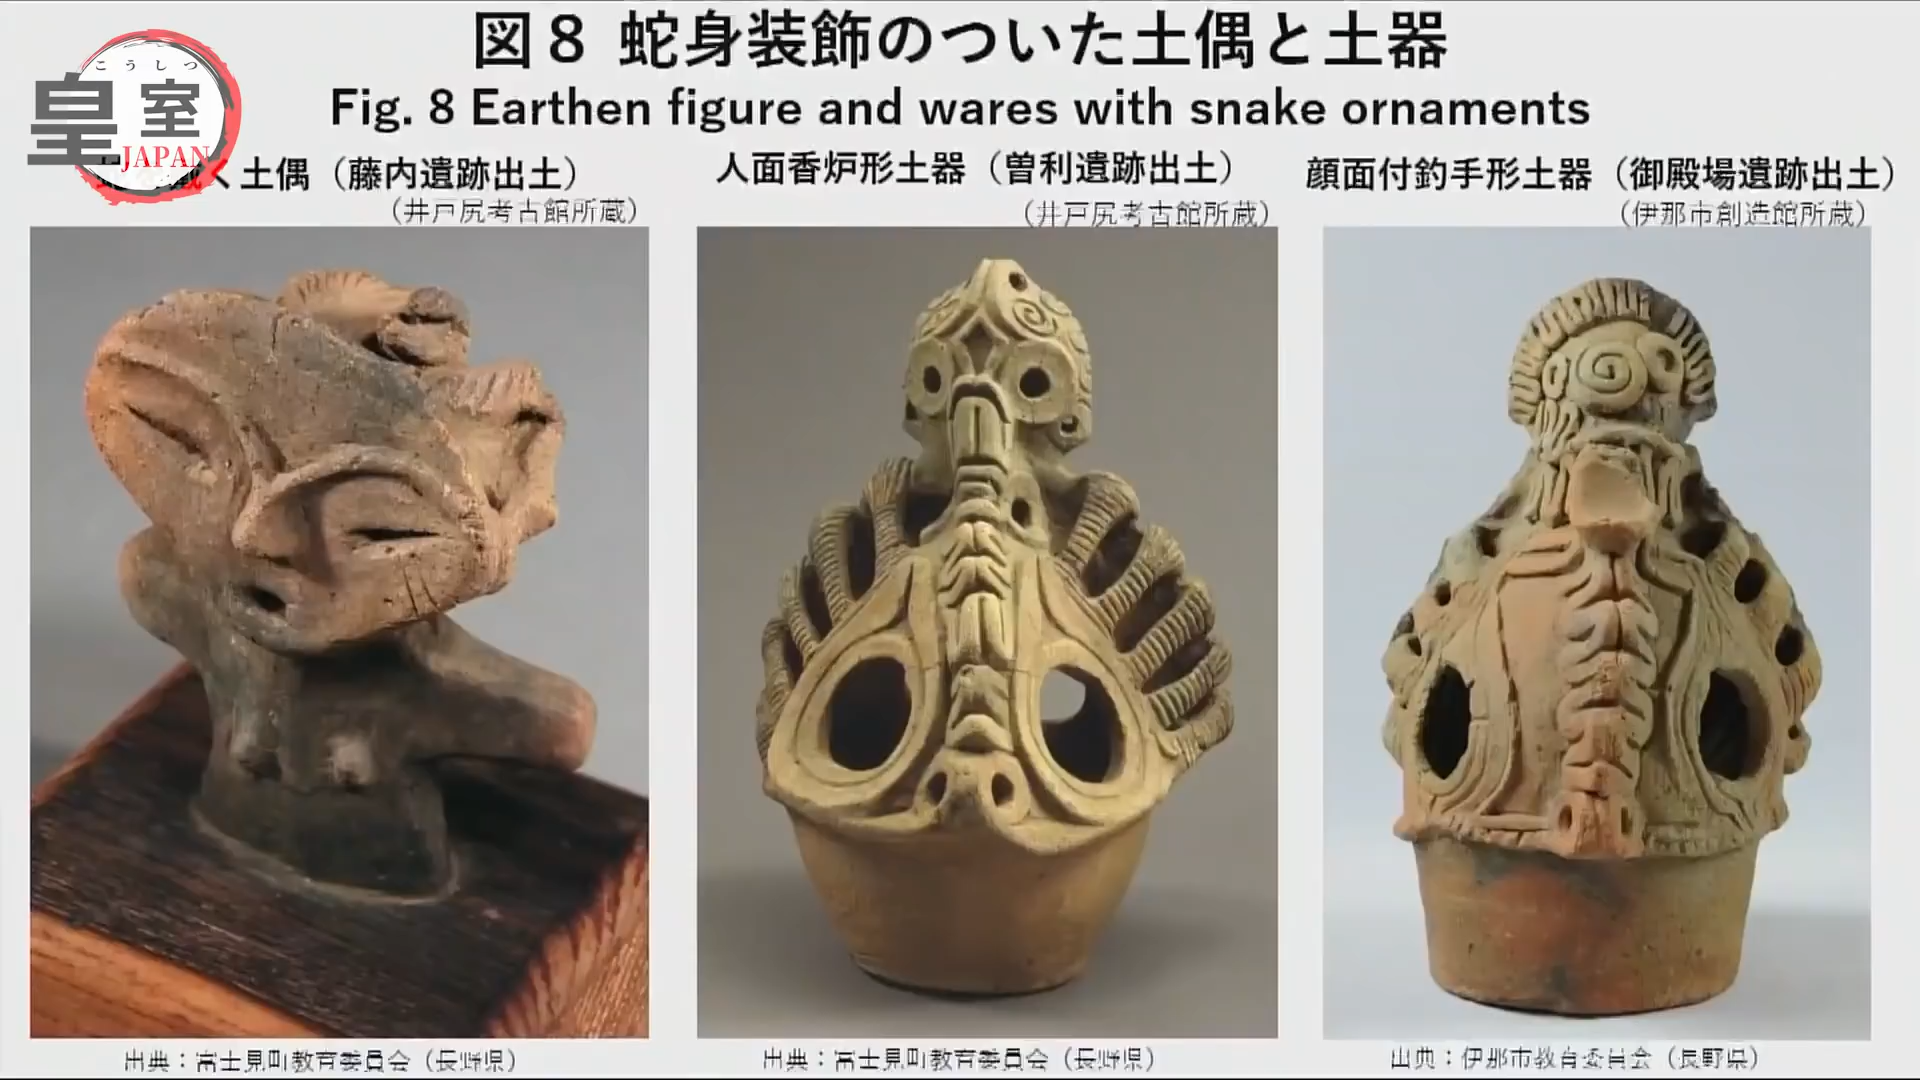 図8 蛇身装飾のついた土偶と土器
Fig. 8 Earthen figure and wares with snake ornaments
こうしつ
皇室
JAPAN
く土偶（藤内遺跡出土）
（井戸尻考古館所蔵）
人面香炉形土器（曽利遺跡出土）
（井戸尻考古館所蔵）
顔面付釣手形土器（御殿場遺跡出土）
（伊那市創造館所蔵）
出典：富士見町教育委員会（長野県）
出典：富士見町教育委員会（長野県）
出典：伊那市教育委員会（長野県）